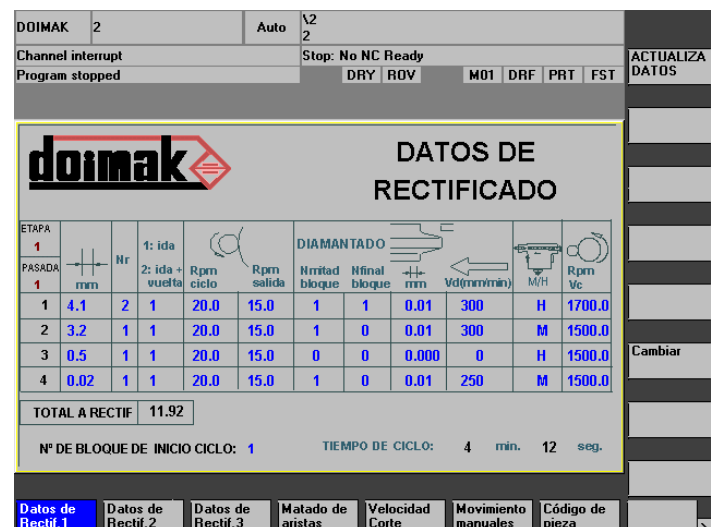 DOIMAK 2 Auto \2
2
Channel interrupt Stop: No NC Ready
Program stopped DRY ROV M01 DRF PRT FST
ACTUALIZA
DATOS
doimak
DATOS DE
RECTIFICADO
ETAPA
1
PASADA
1
mm
Nr
1: ida
2: ida +
vuelta
Rpm
ciclo
Rpm
salida
DIAMANTADO
Nmitad
bloque
Nfinal
bloque
mm
Vd(mm/min)
M/H
Rpm
Vc
1 4.1 2 1 20.0 15.0 1 1 0.01 300 H 1700.0
2 3.2 1 1 20.0 15.0 1 0 0.01 300 M 1500.0
3 0.5 1 1 20.0 15.0 0 0 0.000 0 H 1500.0
4 0.02 1 1 20.0 15.0 1 0 0.01 250 M 1500.0
Cambiar
TOTAL A RECTIF 11.92
Nº DE BLOQUE DE INICIO CICLO: 1 TIEMPO DE CICLO: 4 min. 12 seg.
Datos de
Rectif.1
Datos de
Rectif.2
Datos de
Rectif.3
Matado de
aristas
Velocidad
Corte
Movimiento
manuales
Código de
pieza